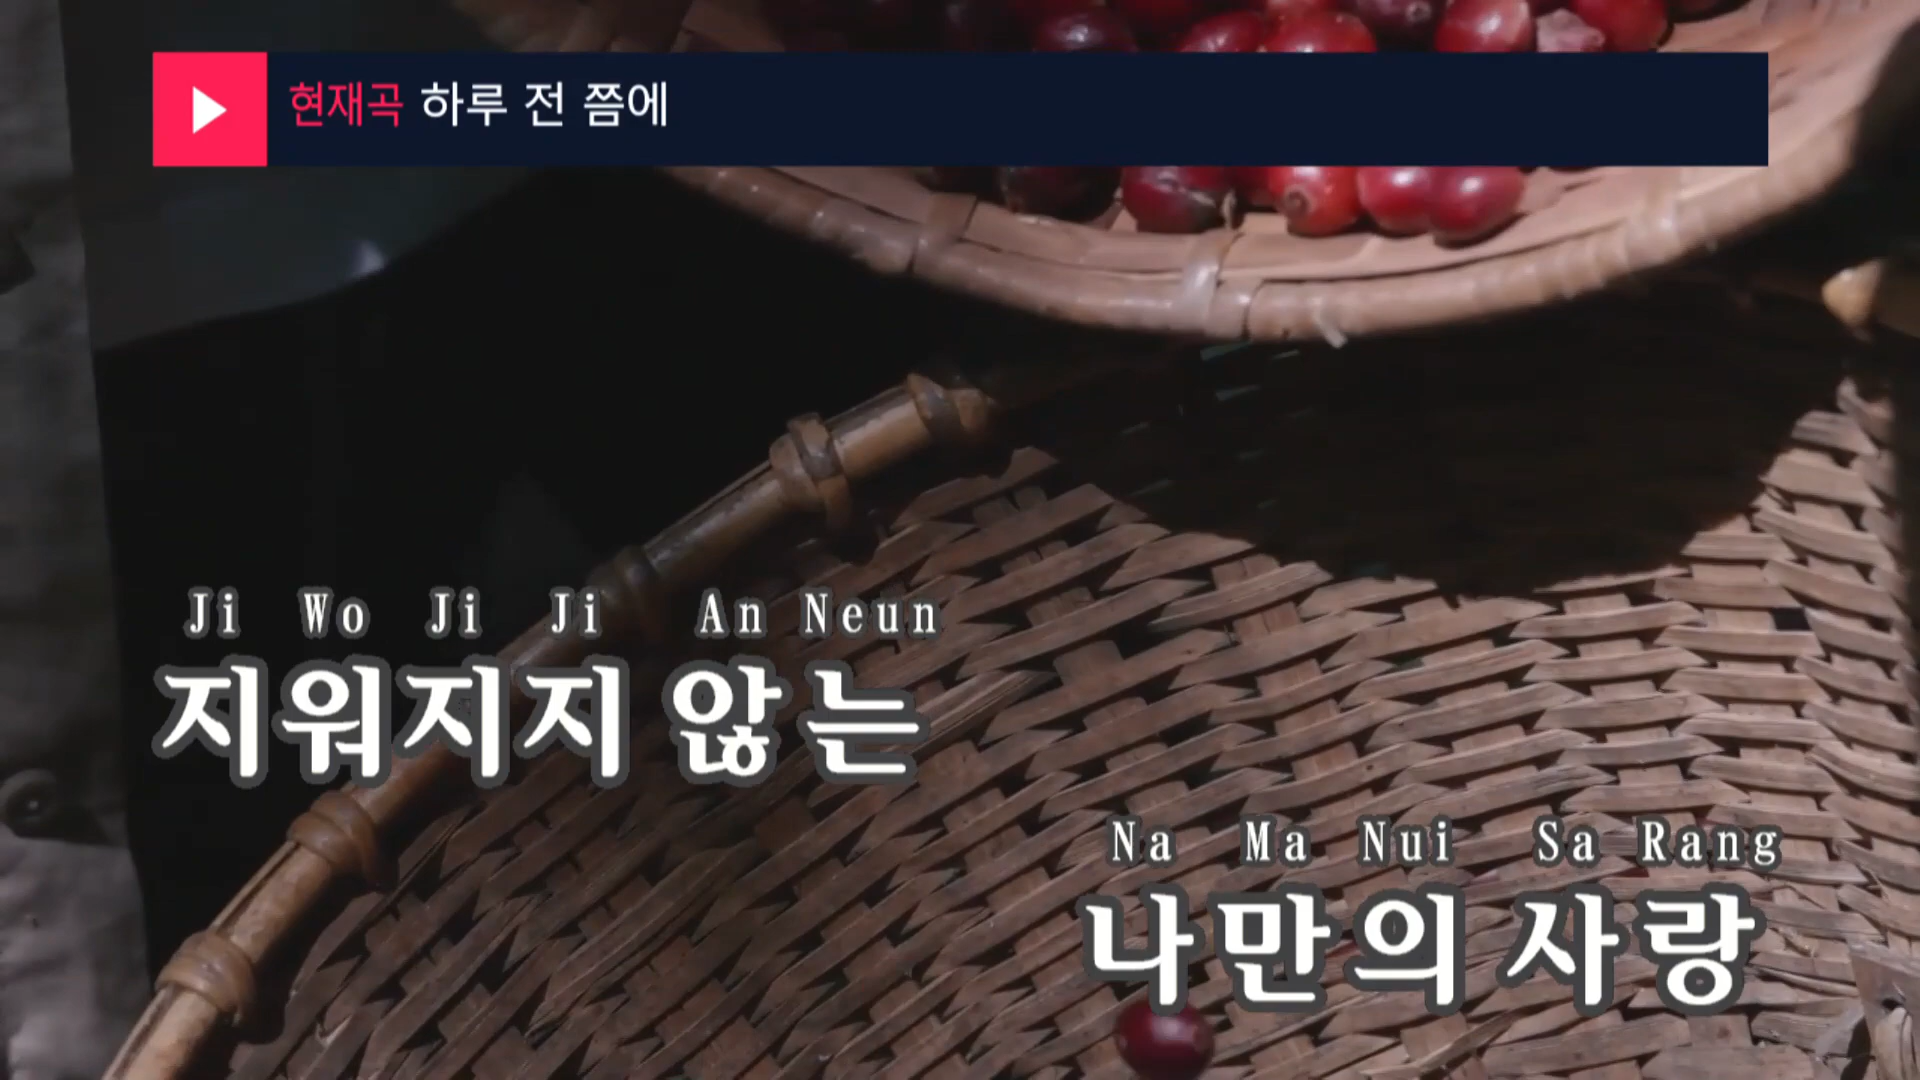 현재곡 하루 전 쯤에
Ji Wo Ji Ji An Neun
지워지지 않는
Na Ma Nui Sa Rang
나만의 사랑